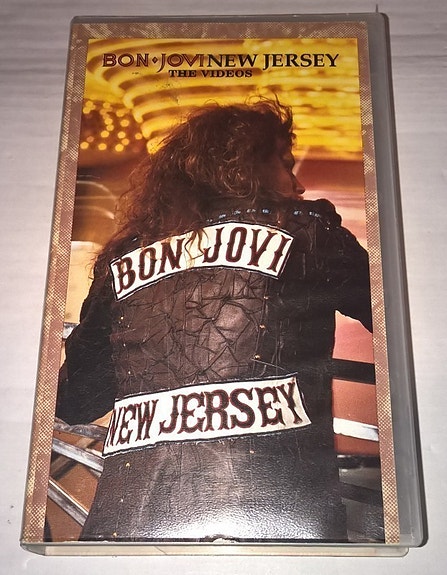 BON•JOVI NEW JERSEY
THE VIDEOS
BON JOVI
NEW JERSEY